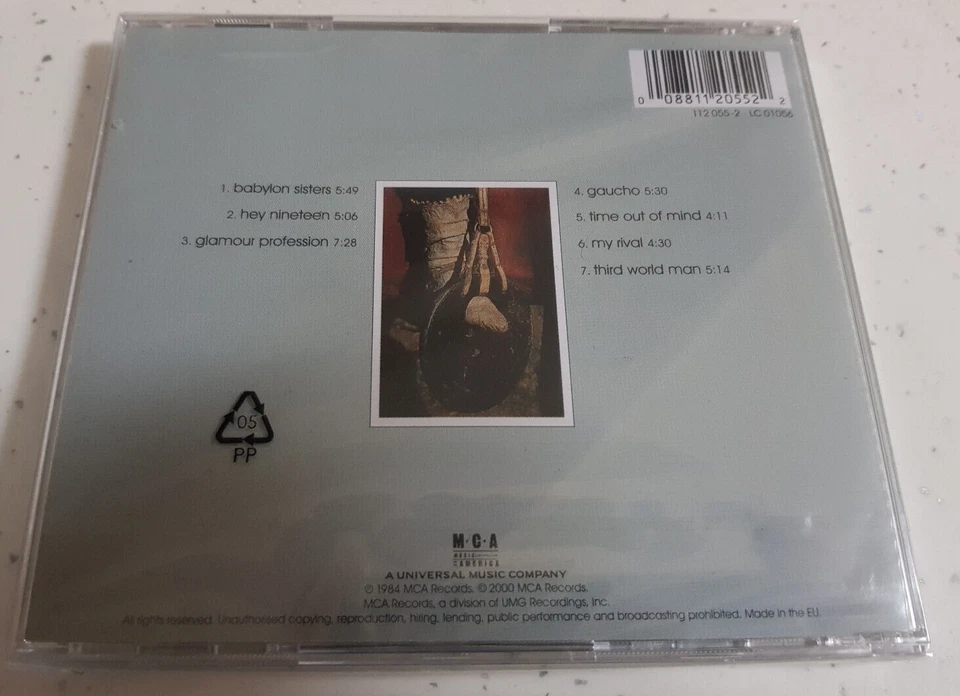 0 08811 20552 2
112 055-2 LC 01056
1. babylon sisters 5:49
2. hey nineteen 5:06
3. glamour profession 7:28
4. gaucho 5:30
5. time out of mind 4:11
6. my rival 4:30
7. third world man 5:14
05
PP
M·C·A
MUSIC
AMERICA
A UNIVERSAL MUSIC COMPANY
℗ 1984 MCA Records. © 2000 MCA Records.
MCA Records, a division of UMG Recordings, Inc.
All rights reserved. Unauthorised copying, reproduction, hiring, lending, public performance and broadcasting prohibited. Made in the EU.